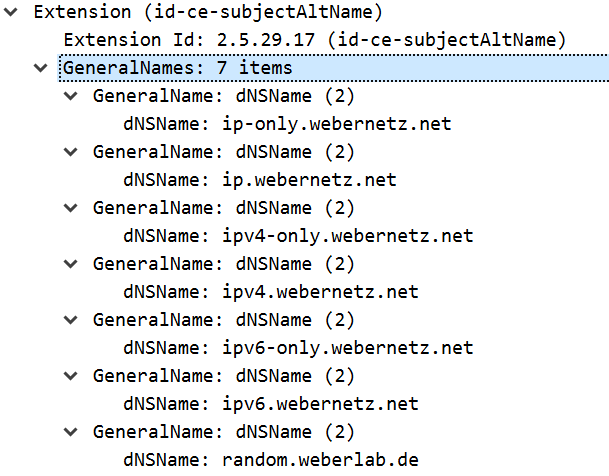 Extension (id-ce-subjectAltName)
Extension Id: 2.5.29.17 (id-ce-subjectAltName)
GeneralNames: 7 items
GeneralName: dNSName (2)
dNSName: ip-only.webernetz.net
GeneralName: dNSName (2)
dNSName: ip.webernetz.net
GeneralName: dNSName (2)
dNSName: ipv4-only.webernetz.net
GeneralName: dNSName (2)
dNSName: ipv4.webernetz.net
GeneralName: dNSName (2)
dNSName: ipv6-only.webernetz.net
GeneralName: dNSName (2)
dNSName: ipv6.webernetz.net
GeneralName: dNSName (2)
dNSName: random.weberlab.de